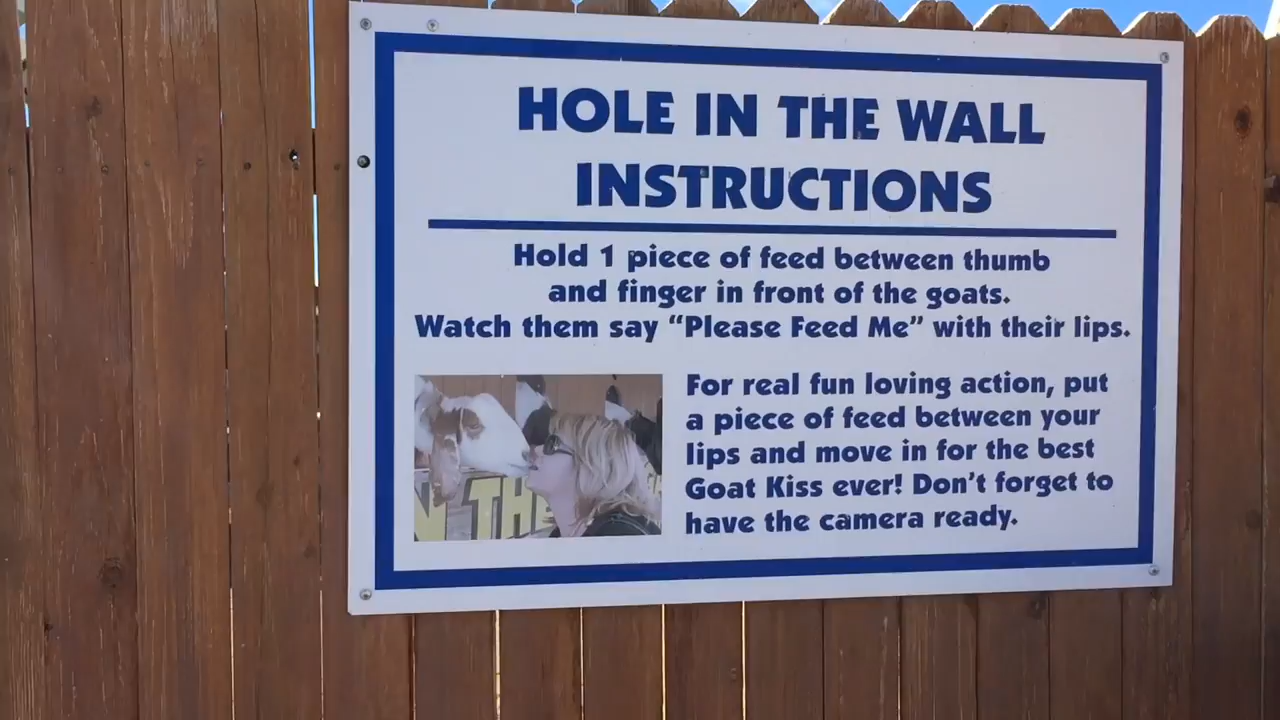 HOLE IN THE WALL
INSTRUCTIONS
Hold 1 piece of feed between thumb
and finger in front of the goats.
Watch them say “Please Feed Me” with their lips.
For real fun loving action, put
a piece of feed between your
lips and move in for the best
Goat Kiss ever! Don't forget to
have the camera ready.
N THE